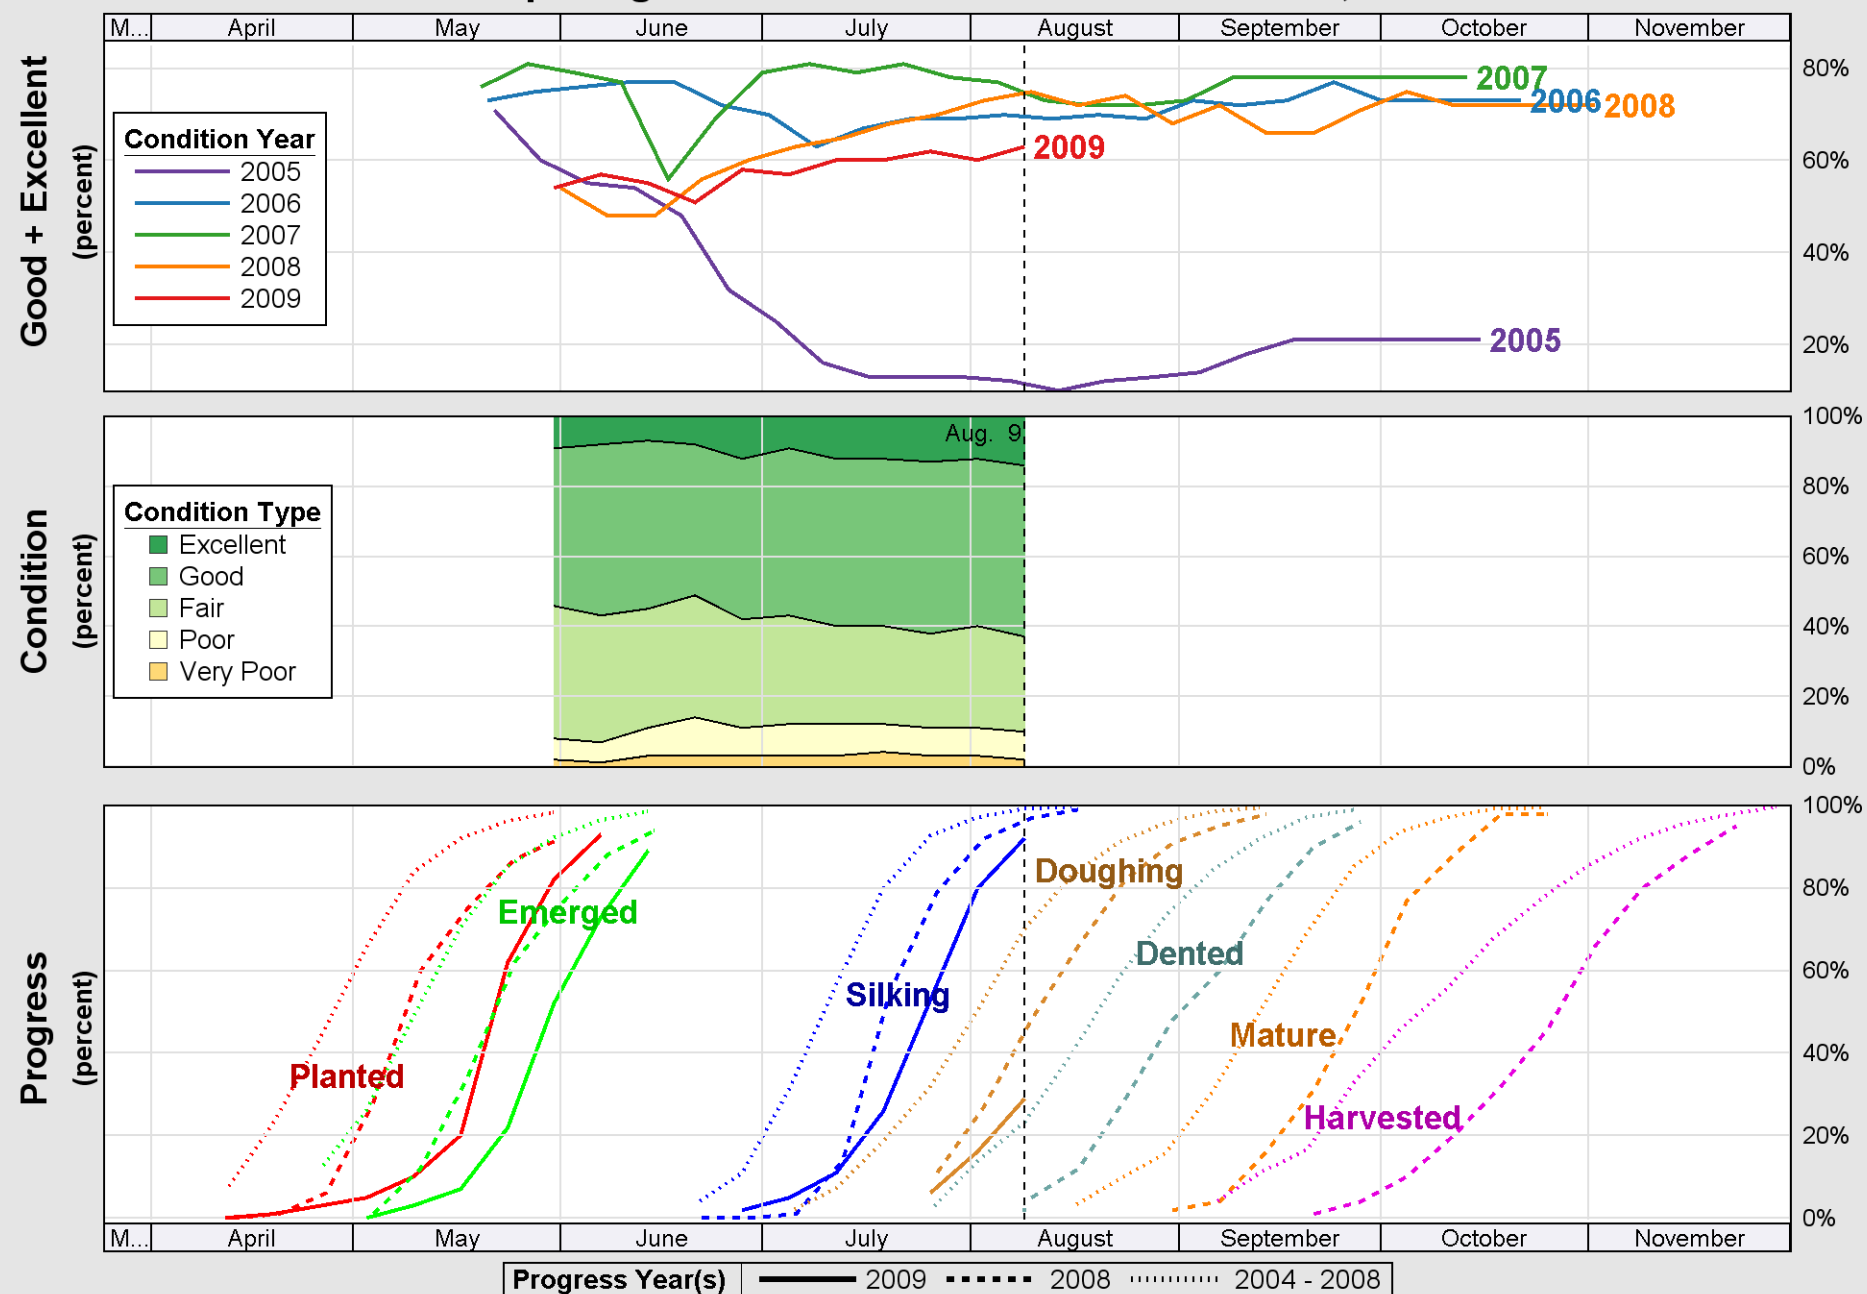 M... April May June July August September October November
Good + Excellent
(percent)
80%
60%
40%
20%
Condition Year
2005
2006
2007
2008
2009
2007
2006
2008
2009
2005
Condition
(percent)
100%
80%
60%
40%
20%
0%
Aug. 9
Condition Type
Excellent
Good
Fair
Poor
Very Poor
Progress
(percent)
100%
80%
60%
40%
20%
0%
Doughing
Emerged
Dented
Silking
Mature
Planted
Harvested
M... April May June July August September October November
Progress Year(s) 2009 2008 2004 - 2008